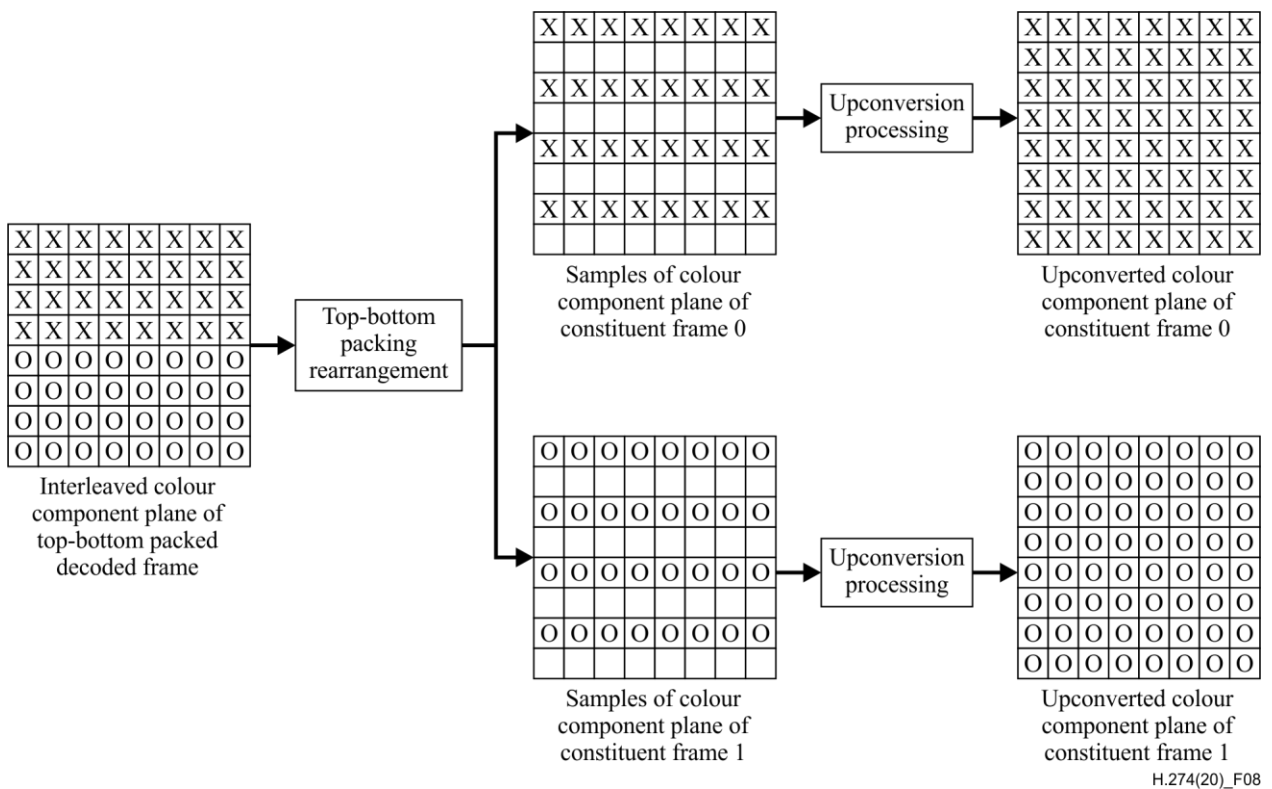 X X X X X X X X
X X X X X X X X
X X X X X X X X
X X X X X X X X
O O O O O O O O
O O O O O O O O
O O O O O O O O
O O O O O O O O
Interleaved colour
component plane of
top-bottom packed
decoded frame
Top-bottom
packing
rearrangement
X X X X X X X X
X X X X X X X X
X X X X X X X X
X X X X X X X X
Samples of colour
component plane of
constituent frame 0
Upconversion
processing
X X X X X X X X
X X X X X X X X
X X X X X X X X
X X X X X X X X
X X X X X X X X
X X X X X X X X
X X X X X X X X
X X X X X X X X
Upconverted colour
component plane of
constituent frame 0
O O O O O O O O
O O O O O O O O
O O O O O O O O
O O O O O O O O
Samples of colour
component plane of
constituent frame 1
Upconversion
processing
O O O O O O O O
O O O O O O O O
O O O O O O O O
O O O O O O O O
O O O O O O O O
O O O O O O O O
O O O O O O O O
O O O O O O O O
Upconverted colour
component plane of
constituent frame 1
H.274(20)_F08